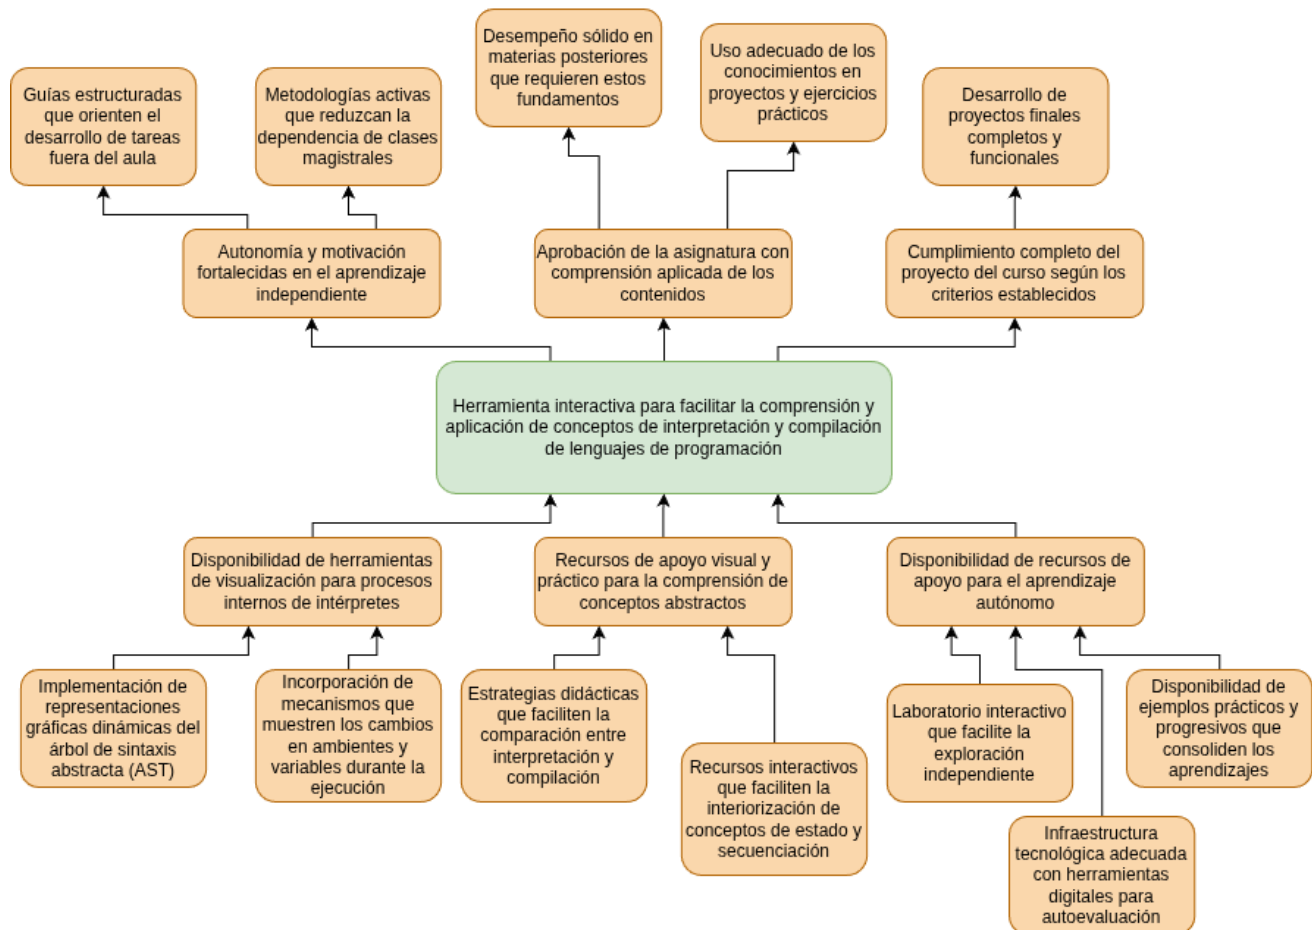 Desempeño sólido en
materias posteriores
que requieren estos
fundamentos
Uso adecuado de los
conocimientos en
proyectos y ejercicios
prácticos
Guías estructuradas
que orienten el
desarrollo de tareas
fuera del aula
Metodologías activas
que reduzcan la
dependencia de clases
magistrales
Desarrollo de
proyectos finales
completos y
funcionales
Autonomía y motivación
fortalecidas en el aprendizaje
independiente
Aprobación de la asignatura con
comprensión aplicada de los
contenidos
Cumplimiento completo del
proyecto del curso según los
criterios establecidos
Herramienta interactiva para facilitar la comprensión y
aplicación de conceptos de interpretación y compilación
de lenguajes de programación
Disponibilidad de herramientas
de visualización para procesos
internos de intérpretes
Recursos de apoyo visual y
práctico para la comprensión de
conceptos abstractos
Disponibilidad de recursos de
apoyo para el aprendizaje
autónomo
Implementación de
representaciones
gráficas dinámicas del
árbol de sintaxis
abstracta (AST)
Incorporación de
mecanismos que
muestren los cambios
en ambientes y
variables durante la
ejecución
Estrategias didácticas
que faciliten la
comparación entre
interpretación y
compilación
Recursos interactivos
que faciliten la
interiorización de
conceptos de estado y
secuenciación
Laboratorio interactivo
que facilite la
exploración
independiente
Disponibilidad de
ejemplos prácticos y
progresivos que
consoliden los
aprendizajes
Infraestructura
tecnológica adecuada
con herramientas
digitales para
autoevaluación